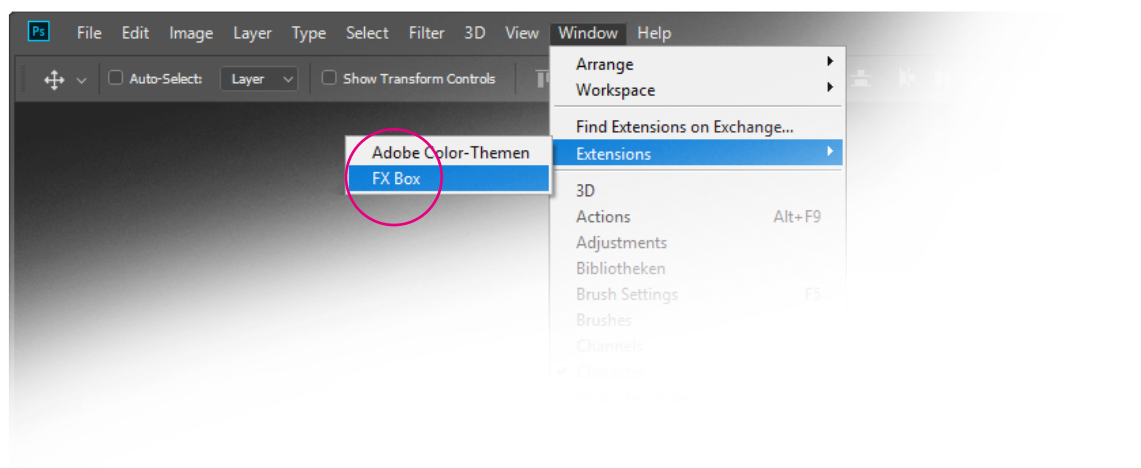 Ps File Edit Image Layer Type Select Filter 3D View Window Help
Auto-Select: Layer Show Transform Controls
Arrange
Workspace
Find Extensions on Exchange...
Extensions
Adobe Color-Themen
FX Box
3D
Actions Alt+F9
Adjustments
Bibliotheken
Brush Settings F5
Brushes
Channels
Character